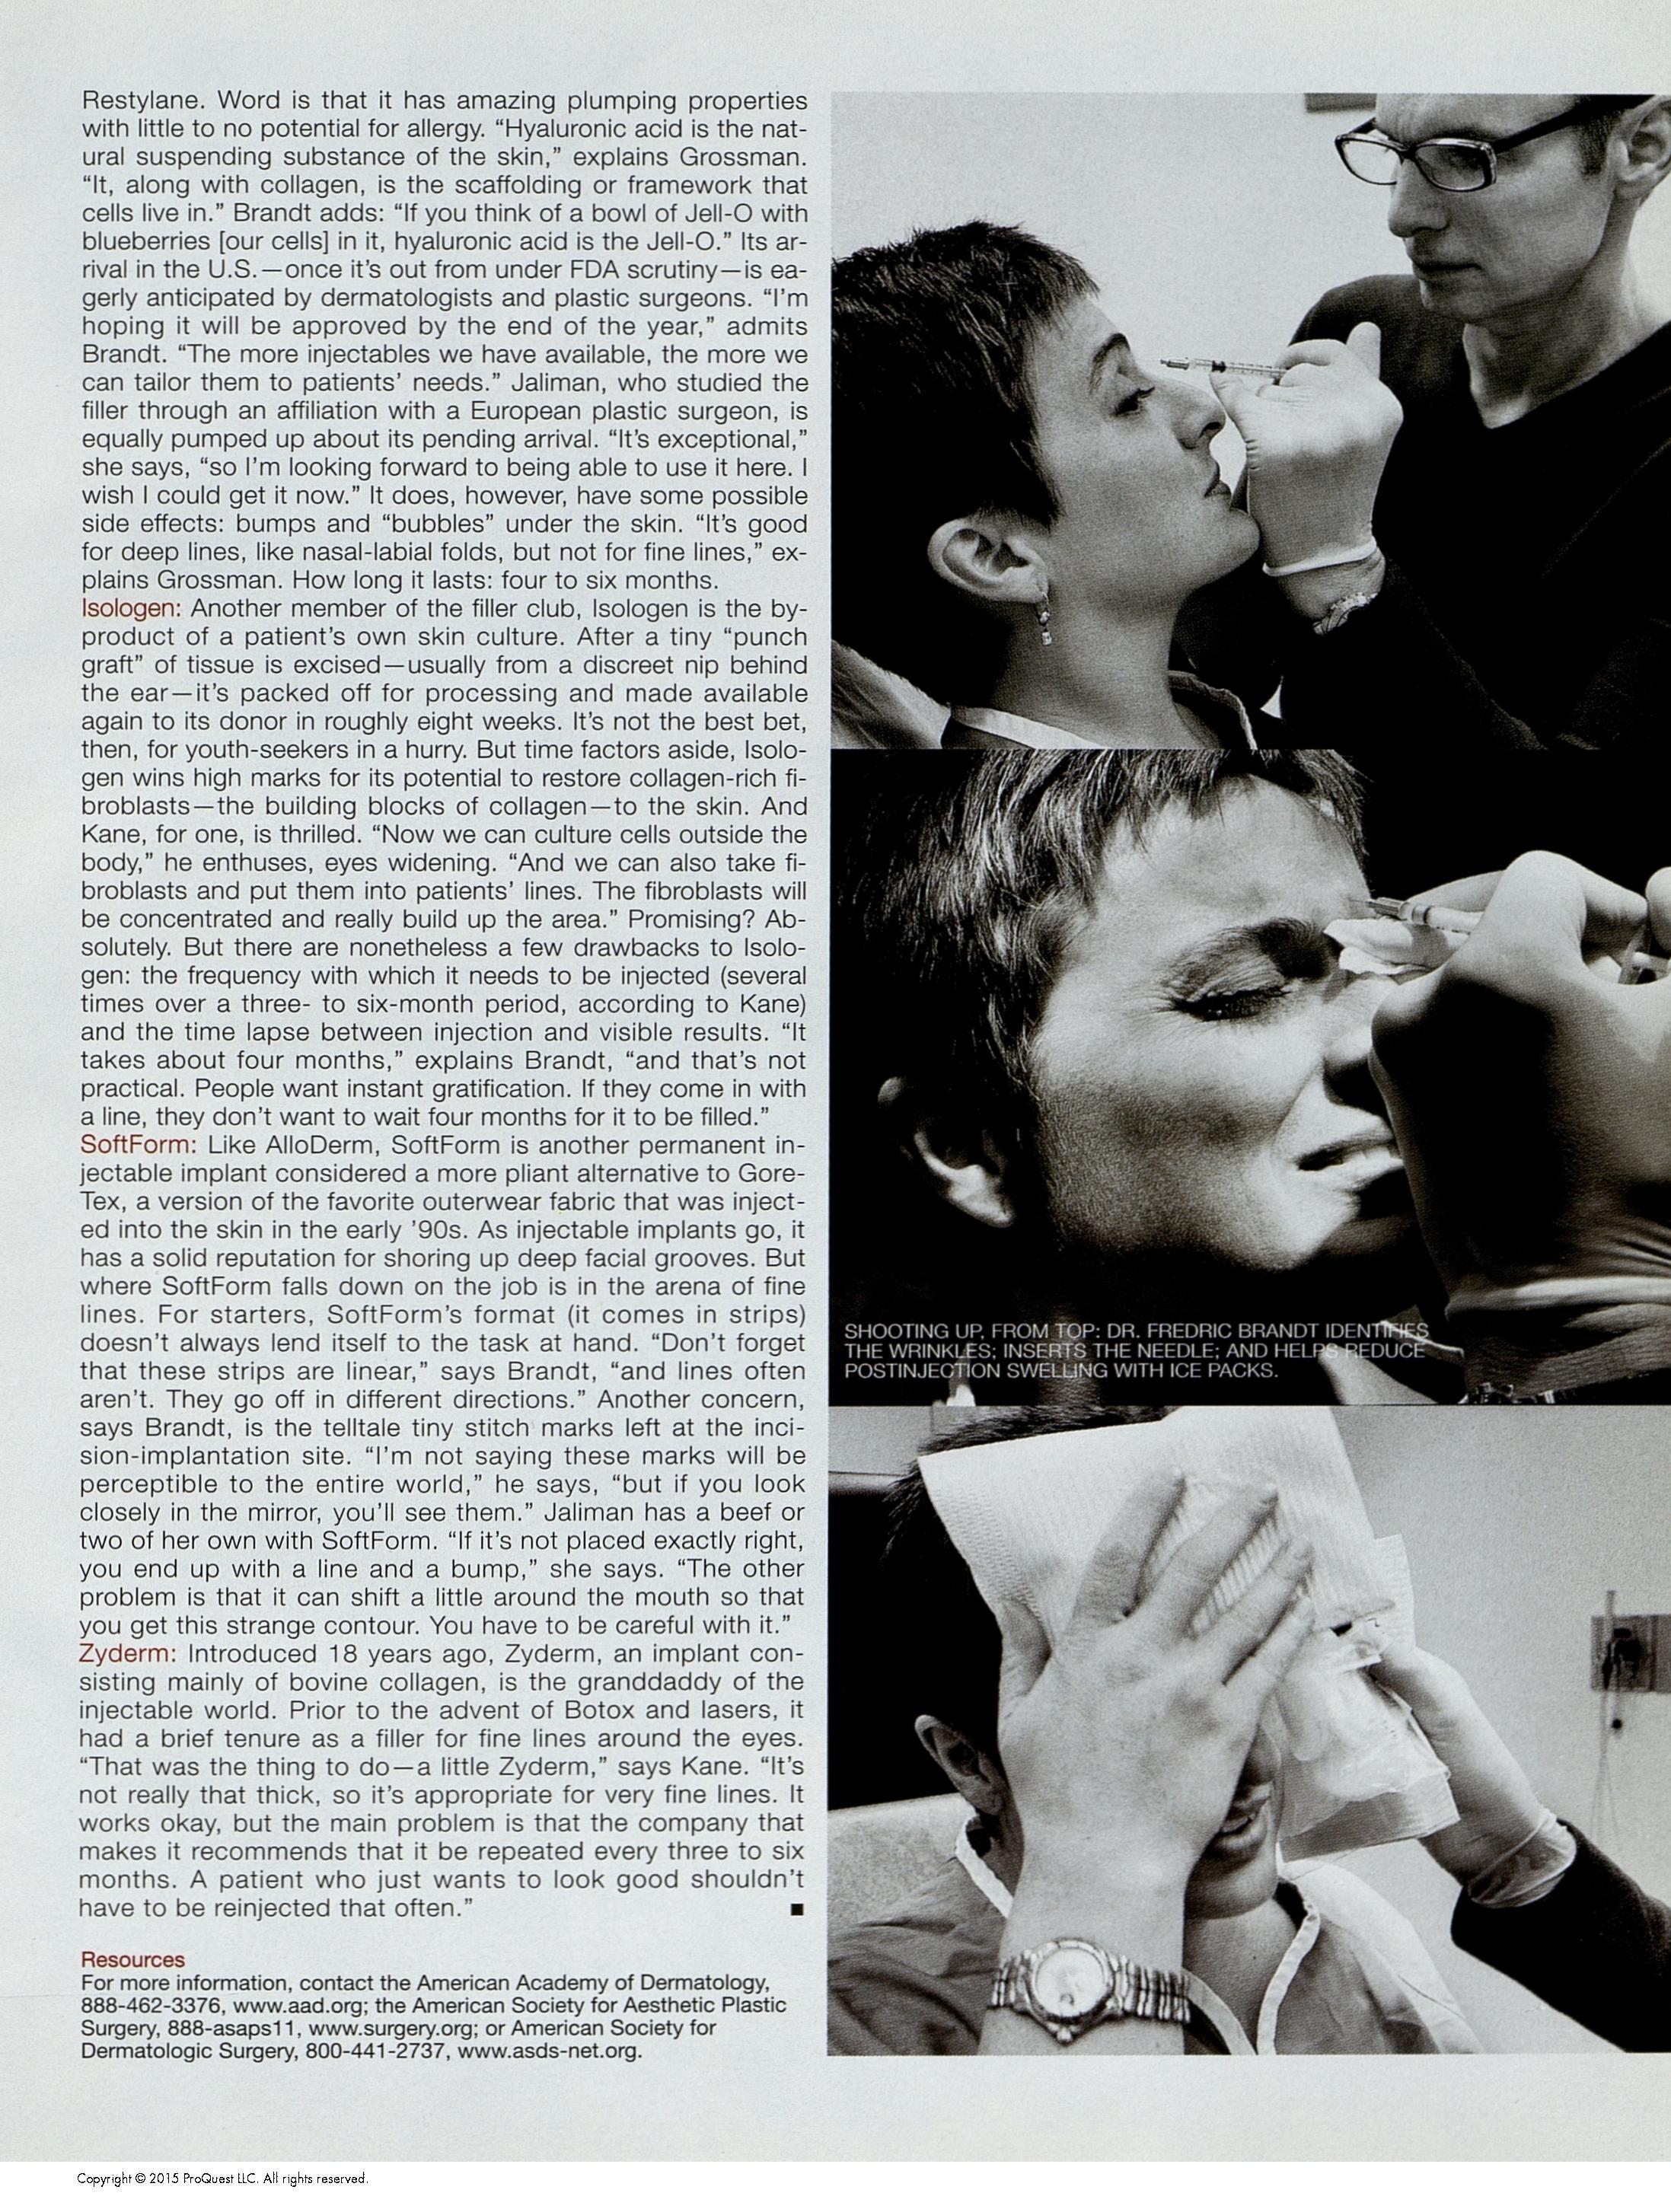 Restylane. Word is that it has amazing plumping properties
with little to no potential for allergy. “Hyaluronic acid is the nat-
ural suspending substance of the skin,” explains Grossman.
“It, along with collagen, is the scaffolding or framework that
cells live in.” Brandt adds: “If you think of a bowl of Jell-O with
blueberries [our cells] in it, hyaluronic acid is the Jell-O.” Its ar-
rival in the U.S.—once it’s out from under FDA scrutiny—is ea-
gerly anticipated by dermatologists and plastic surgeons. “I’m
hoping it will be approved by the end of the year,” admits
Brandt. “The more injectables we have available, the more we
can tailor them to patients’ needs.” Jaliman, who studied the
filler through an affiliation with a European plastic surgeon, is
equally pumped up about its pending arrival. “It’s exceptional,”
she says, “so I’m looking forward to being able to use it here. I
wish I could get it now.” It does, however, have some possible
side effects: bumps and “bubbles” under the skin. “It’s good
for deep lines, like nasal-labial folds, but not for fine lines,” ex-
plains Grossman. How long it lasts: four to six months.
Isologen: Another member of the filler club, Isologen is the by-
product of a patient’s own skin culture. After a tiny “punch
graft” of tissue is excised—usually from a discreet nip behind
the ear—it’s packed off for processing and made available
again to its donor in roughly eight weeks. It’s not the best bet,
then, for youth-seekers in a hurry. But time factors aside, Isolo-
gen wins high marks for its potential to restore collagen-rich fi-
broblasts—the building blocks of collagen—to the skin. And
Kane, for one, is thrilled. “Now we can culture cells outside the
body,” he enthuses, eyes widening. “And we can also take fi-
broblasts and put them into patients’ lines. The fibroblasts will
be concentrated and really build up the area.” Promising? Ab-
solutely. But there are nonetheless a few drawbacks to Isolo-
gen: the frequency with which it needs to be injected (several
times over a three- to six-month period, according to Kane)
and the time lapse between injection and visible results. “It
takes about four months,” explains Brandt, “and that’s not
practical. People want instant gratification. If they come in with
a line, they don’t want to wait four months for it to be filled.”
SoftForm: Like AlloDerm, SoftForm is another permanent in-
jectable implant considered a more pliant alternative to Gore-
Tex, a version of the favorite outerwear fabric that was inject-
ed into the skin in the early ’90s. As injectable implants go, it
has a solid reputation for shoring up deep facial grooves. But
where SoftForm falls down on the job is in the arena of fine
lines. For starters, SoftForm’s format (it comes in strips)
doesn’t always lend itself to the task at hand. “Don’t forget
that these strips are linear,” says Brandt, “and lines often
aren’t. They go off in different directions.” Another concern,
says Brandt, is the telltale tiny stitch marks left at the inci-
sion-implantation site. “I’m not saying these marks will be
perceptible to the entire world,” he says, “but if you look
closely in the mirror, you’ll see them.” Jaliman has a beef or
two of her own with SoftForm. “If it’s not placed exactly right,
you end up with a line and a bump,” she says. “The other
problem is that it can shift a little around the mouth so that
you get this strange contour. You have to be careful with it.”
Zyderm: Introduced 18 years ago, Zyderm, an implant con-
sisting mainly of bovine collagen, is the granddaddy of the
injectable world. Prior to the advent of Botox and lasers, it
had a brief tenure as a filler for fine lines around the eyes.
“That was the thing to do—a little Zyderm,” says Kane. “It’s
not really that thick, so it’s appropriate for very fine lines. It
works okay, but the main problem is that the company that
makes it recommends that it be repeated every three to six
months. A patient who just wants to look good shouldn’t
have to be reinjected that often.” ■
Resources
For more information, contact the American Academy of Dermatology,
888-462-3376, www.aad.org; the American Society for Aesthetic Plastic
Surgery, 888-asaps11, www.surgery.org; or American Society for
Dermatologic Surgery, 800-441-2737, www.asds-net.org.
SHOOTING UP, FROM TOP: DR. FREDRIC BRANDT IDENTIFIES
THE WRINKLES; INSERTS THE NEEDLE; AND HELPS REDUCE
POSTINJECTION SWELLING WITH ICE PACKS.
Copyright © 2015 ProQuest LLC. All rights reserved.